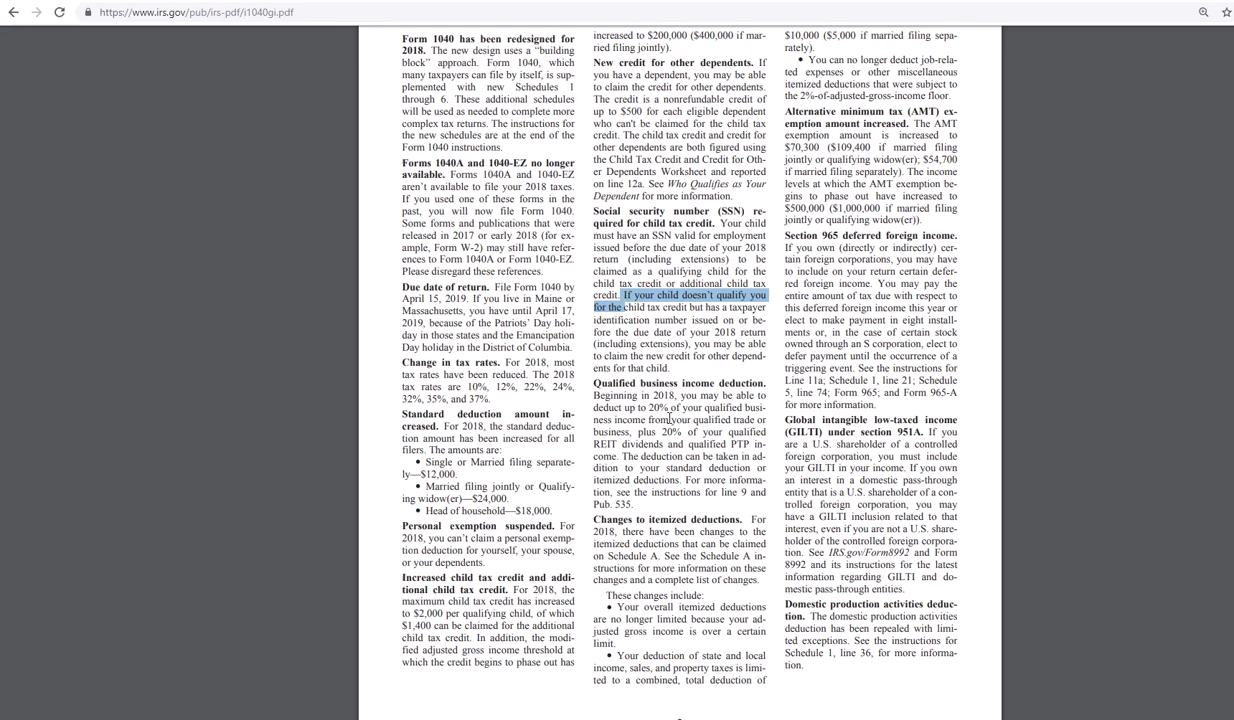 https://www.irs.gov/pub/irs-pdf/i1040gi.pdf
Form 1040 has been redesigned for
2018. The new design uses a “building
block” approach. Form 1040, which
many taxpayers can file by itself, is sup-
plemented with new Schedules 1
through 6. These additional schedules
will be used as needed to complete more
complex tax returns. The instructions for
the new schedules are at the end of the
Form 1040 instructions.
Forms 1040A and 1040-EZ no longer
available. Forms 1040A and 1040-EZ
aren’t available to file your 2018 taxes.
If you used one of these forms in the
past, you will now file Form 1040.
Some forms and publications that were
released in 2017 or early 2018 (for ex-
ample, Form W-2) may still have refer-
ences to Form 1040A or Form 1040-EZ.
Please disregard these references.
Due date of return. File Form 1040 by
April 15, 2019. If you live in Maine or
Massachusetts, you have until April 17,
2019, because of the Patriots’ Day holi-
day in those states and the Emancipation
Day holiday in the District of Columbia.
Change in tax rates. For 2018, most
tax rates have been reduced. The 2018
tax rates are 10%, 12%, 22%, 24%,
32%, 35%, and 37%.
Standard deduction amount in-
creased. For 2018, the standard deduc-
tion amount has been increased for all
filers. The amounts are:
• Single or Married filing separate-
ly—$12,000.
• Married filing jointly or Qualify-
ing widow(er)—$24,000.
• Head of household—$18,000.
Personal exemption suspended. For
2018, you can’t claim a personal exemp-
tion deduction for yourself, your spouse,
or your dependents.
Increased child tax credit and addi-
tional child tax credit. For 2018, the
maximum child tax credit has increased
to $2,000 per qualifying child, of which
$1,400 can be claimed for the additional
child tax credit. In addition, the modi-
fied adjusted gross income threshold at
which the credit begins to phase out has
increased to $200,000 ($400,000 if mar-
ried filing jointly).
New credit for other dependents. If
you have a dependent, you may be able
to claim the credit for other dependents.
The credit is a nonrefundable credit of
up to $500 for each eligible dependent
who can't be claimed for the child tax
credit. The child tax credit and credit for
other dependents are both figured using
the Child Tax Credit and Credit for Oth-
er Dependents Worksheet and reported
on line 12a. See Who Qualifies as Your
Dependent for more information.
Social security number (SSN) re-
quired for child tax credit. Your child
must have an SSN valid for employment
issued before the due date of your 2018
return (including extensions) to be
claimed as a qualifying child for the
child tax credit or additional child tax
credit. If your child doesn’t qualify you
for the child tax credit but has a taxpayer
identification number issued on or be-
fore the due date of your 2018 return
(including extensions), you may be able
to claim the new credit for other depend-
ents for that child.
Qualified business income deduction.
Beginning in 2018, you may be able to
deduct up to 20% of your qualified busi-
ness income from your qualified trade or
business, plus 20% of your qualified
REIT dividends and qualified PTP in-
come. The deduction can be taken in ad-
dition to your standard deduction or
itemized deductions. For more informa-
tion, see the instructions for line 9 and
Pub. 535.
Changes to itemized deductions. For
2018, there have been changes to the
itemized deductions that can be claimed
on Schedule A. See the Schedule A in-
structions for more information on these
changes and a complete list of changes.
These changes include:
• Your overall itemized deductions
are no longer limited because your ad-
justed gross income is over a certain
limit.
• Your deduction of state and local
income, sales, and property taxes is limi-
ted to a combined, total deduction of
$10,000 ($5,000 if married filing sepa-
rately).
• You can no longer deduct job-rela-
ted expenses or other miscellaneous
itemized deductions that were subject to
the 2%-of-adjusted-gross-income floor.
Alternative minimum tax (AMT) ex-
emption amount increased. The AMT
exemption amount is increased to
$70,300 ($109,400 if married filing
jointly or qualifying widow(er); $54,700
if married filing separately). The income
levels at which the AMT exemption be-
gins to phase out have increased to
$500,000 ($1,000,000 if married filing
jointly or qualifying widow(er)).
Section 965 deferred foreign income.
If you own (directly or indirectly) cer-
tain foreign corporations, you may have
to include on your return certain defer-
red foreign income. You may pay the
entire amount of tax due with respect to
this deferred foreign income this year or
elect to make payment in eight install-
ments or, in the case of certain stock
owned through an S corporation, elect to
defer payment until the occurrence of a
triggering event. See the instructions for
Line 11a; Schedule 1, line 21; Schedule
5, line 74; Form 965; and Form 965-A
for more information.
Global intangible low-taxed income
(GILTI) under section 951A. If you
are a U.S. shareholder of a controlled
foreign corporation, you must include
your GILTI in your income. If you own
an interest in a domestic pass-through
entity that is a U.S. shareholder of a con-
trolled foreign corporation, you may
have a GILTI inclusion related to that
interest, even if you are not a U.S. share-
holder of the controlled foreign corpora-
tion. See IRS.gov/Form8992 and Form
8992 and its instructions for the latest
information regarding GILTI and do-
mestic pass-through entities.
Domestic production activities deduc-
tion. The domestic production activities
deduction has been repealed with limi-
ted exceptions. See the instructions for
Schedule 1, line 36, for more informa-
tion.